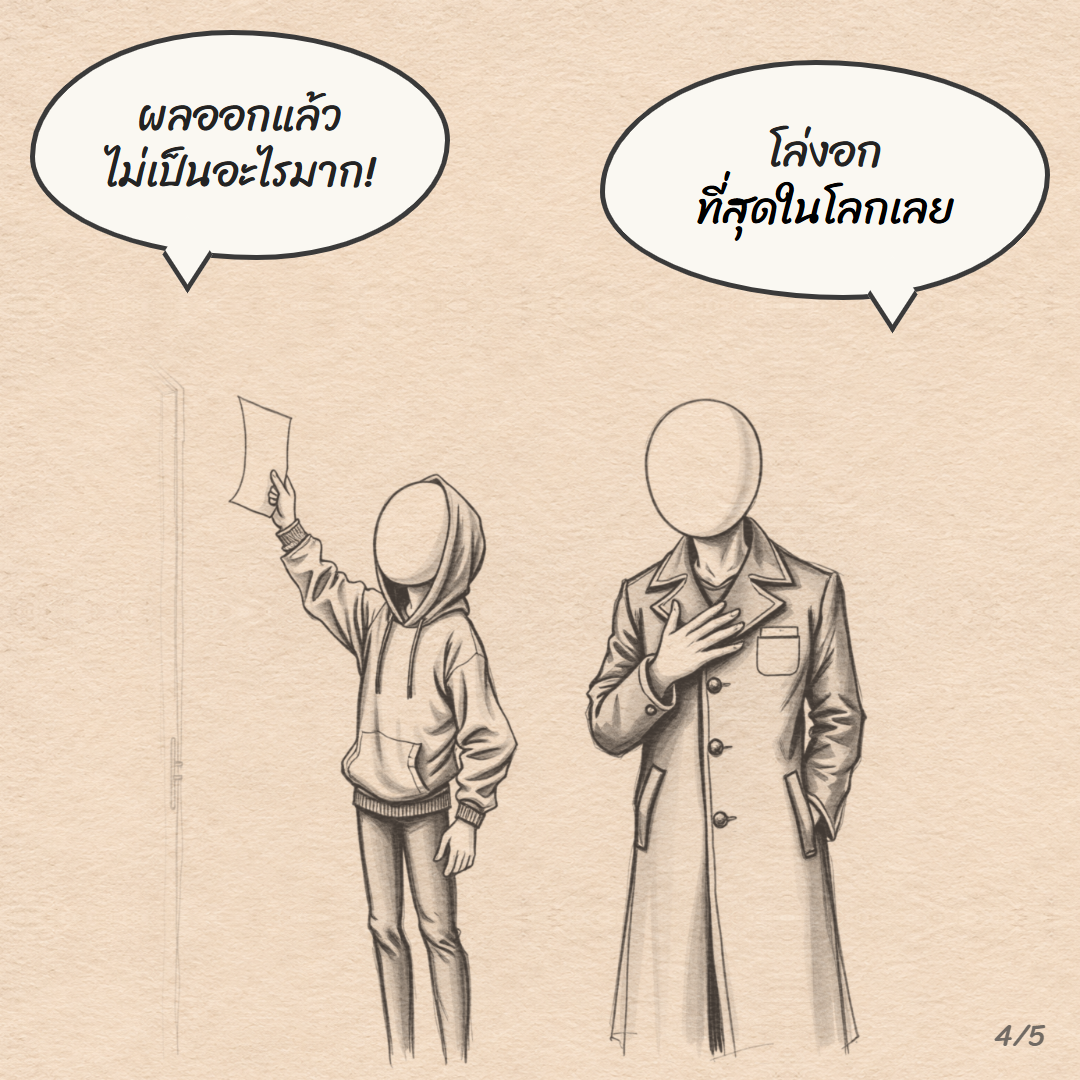 ผลออกแล้ว
ไม่เป็นอะไรมาก!
โล่งอก
ที่สุดในโลกเลย
4/5